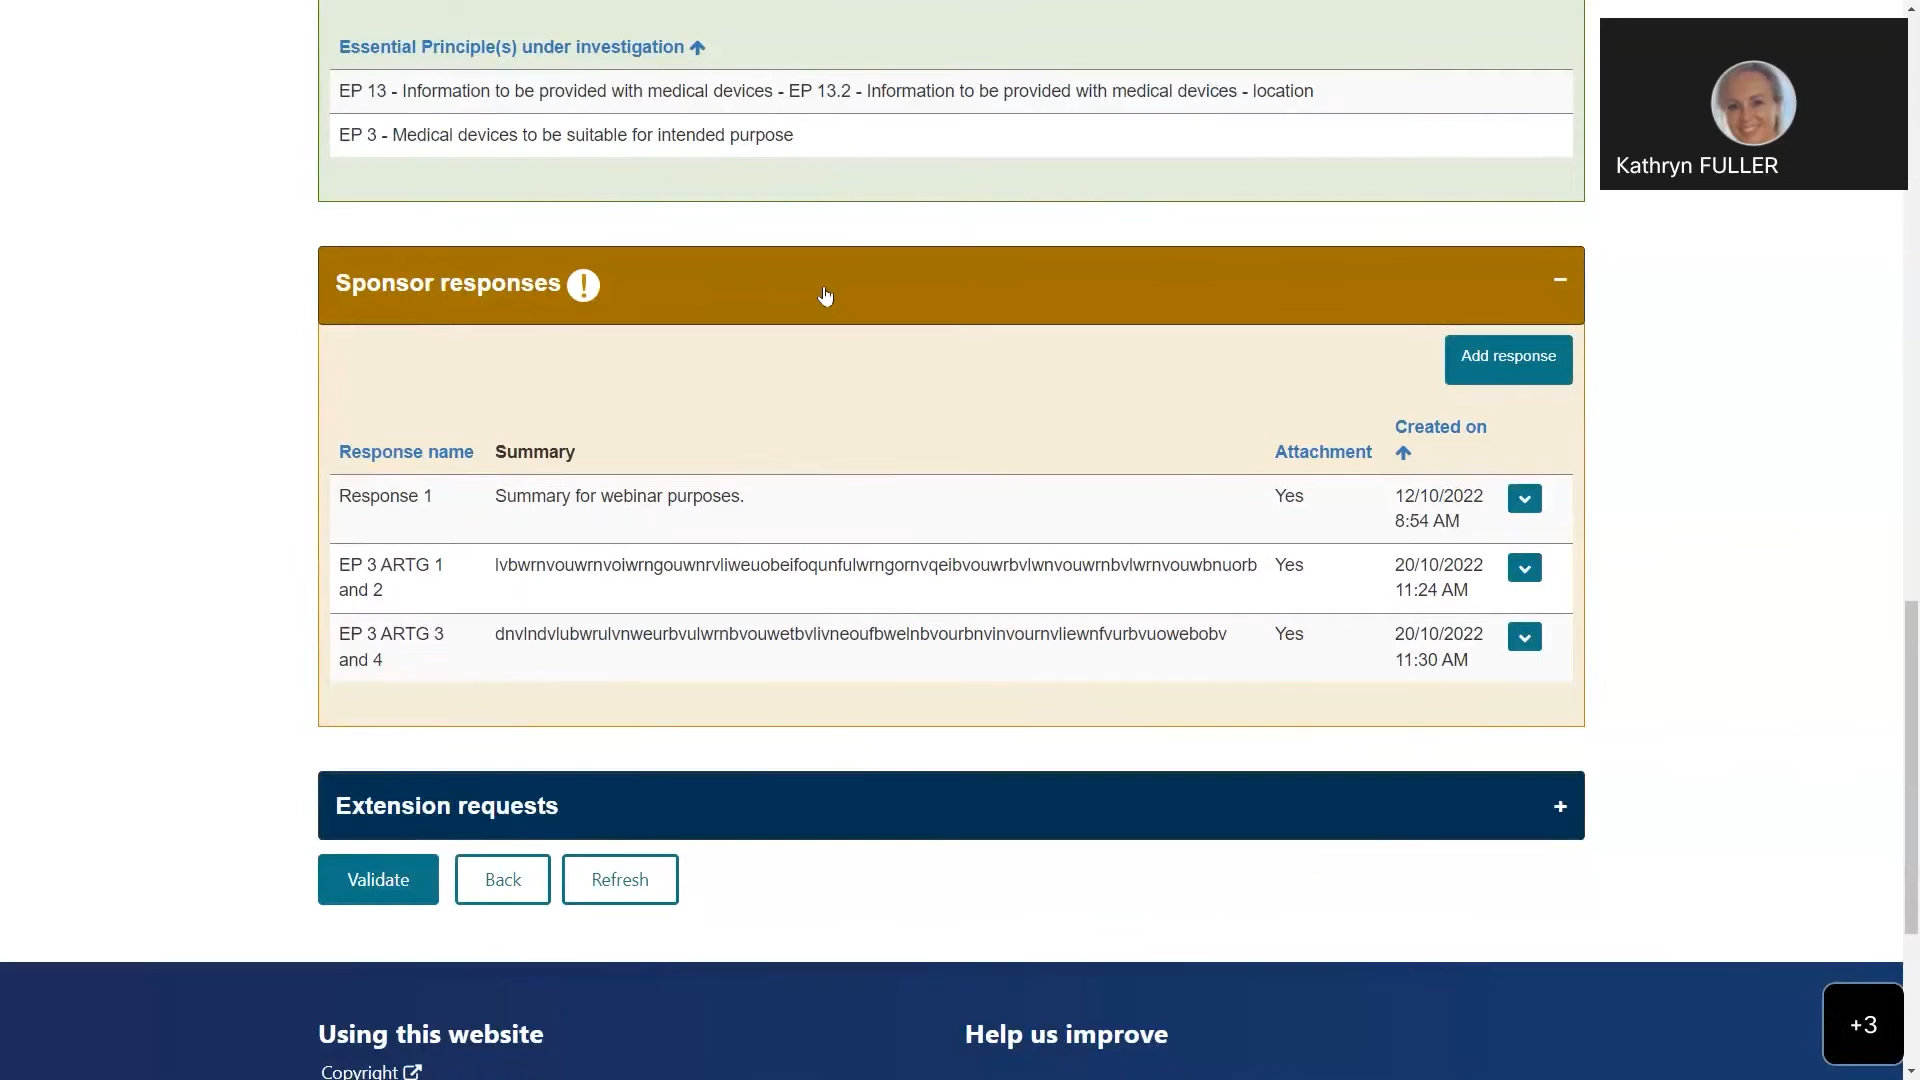 Essential Principle(s) under investigation
EP 13 - Information to be provided with medical devices - EP 13.2 - Information to be provided with medical devices - location
EP 3 - Medical devices to be suitable for intended purpose
Kathryn FULLER
Sponsor responses
Add response
Response name Summary Attachment Created on
Response 1 Summary for webinar purposes. Yes 12/10/2022
8:54 AM
EP 3 ARTG 1 lvbwrnvouwrnvoiwrngouwnrvliweuobeifoqunfulwrngornvqeibvouwrbvlwnvouwrnbvlwrnvouwbnuorb Yes 20/10/2022
and 2 11:24 AM
EP 3 ARTG 3 dnvlndvlubwrulvnweurbvulwrnbvouwetbvlivneoufbwelnbvourbnvinvournvliewnfvurbvuowebobv Yes 20/10/2022
and 4 11:30 AM
Extension requests +
Validate Back Refresh
Using this website Help us improve
Copyright
+3